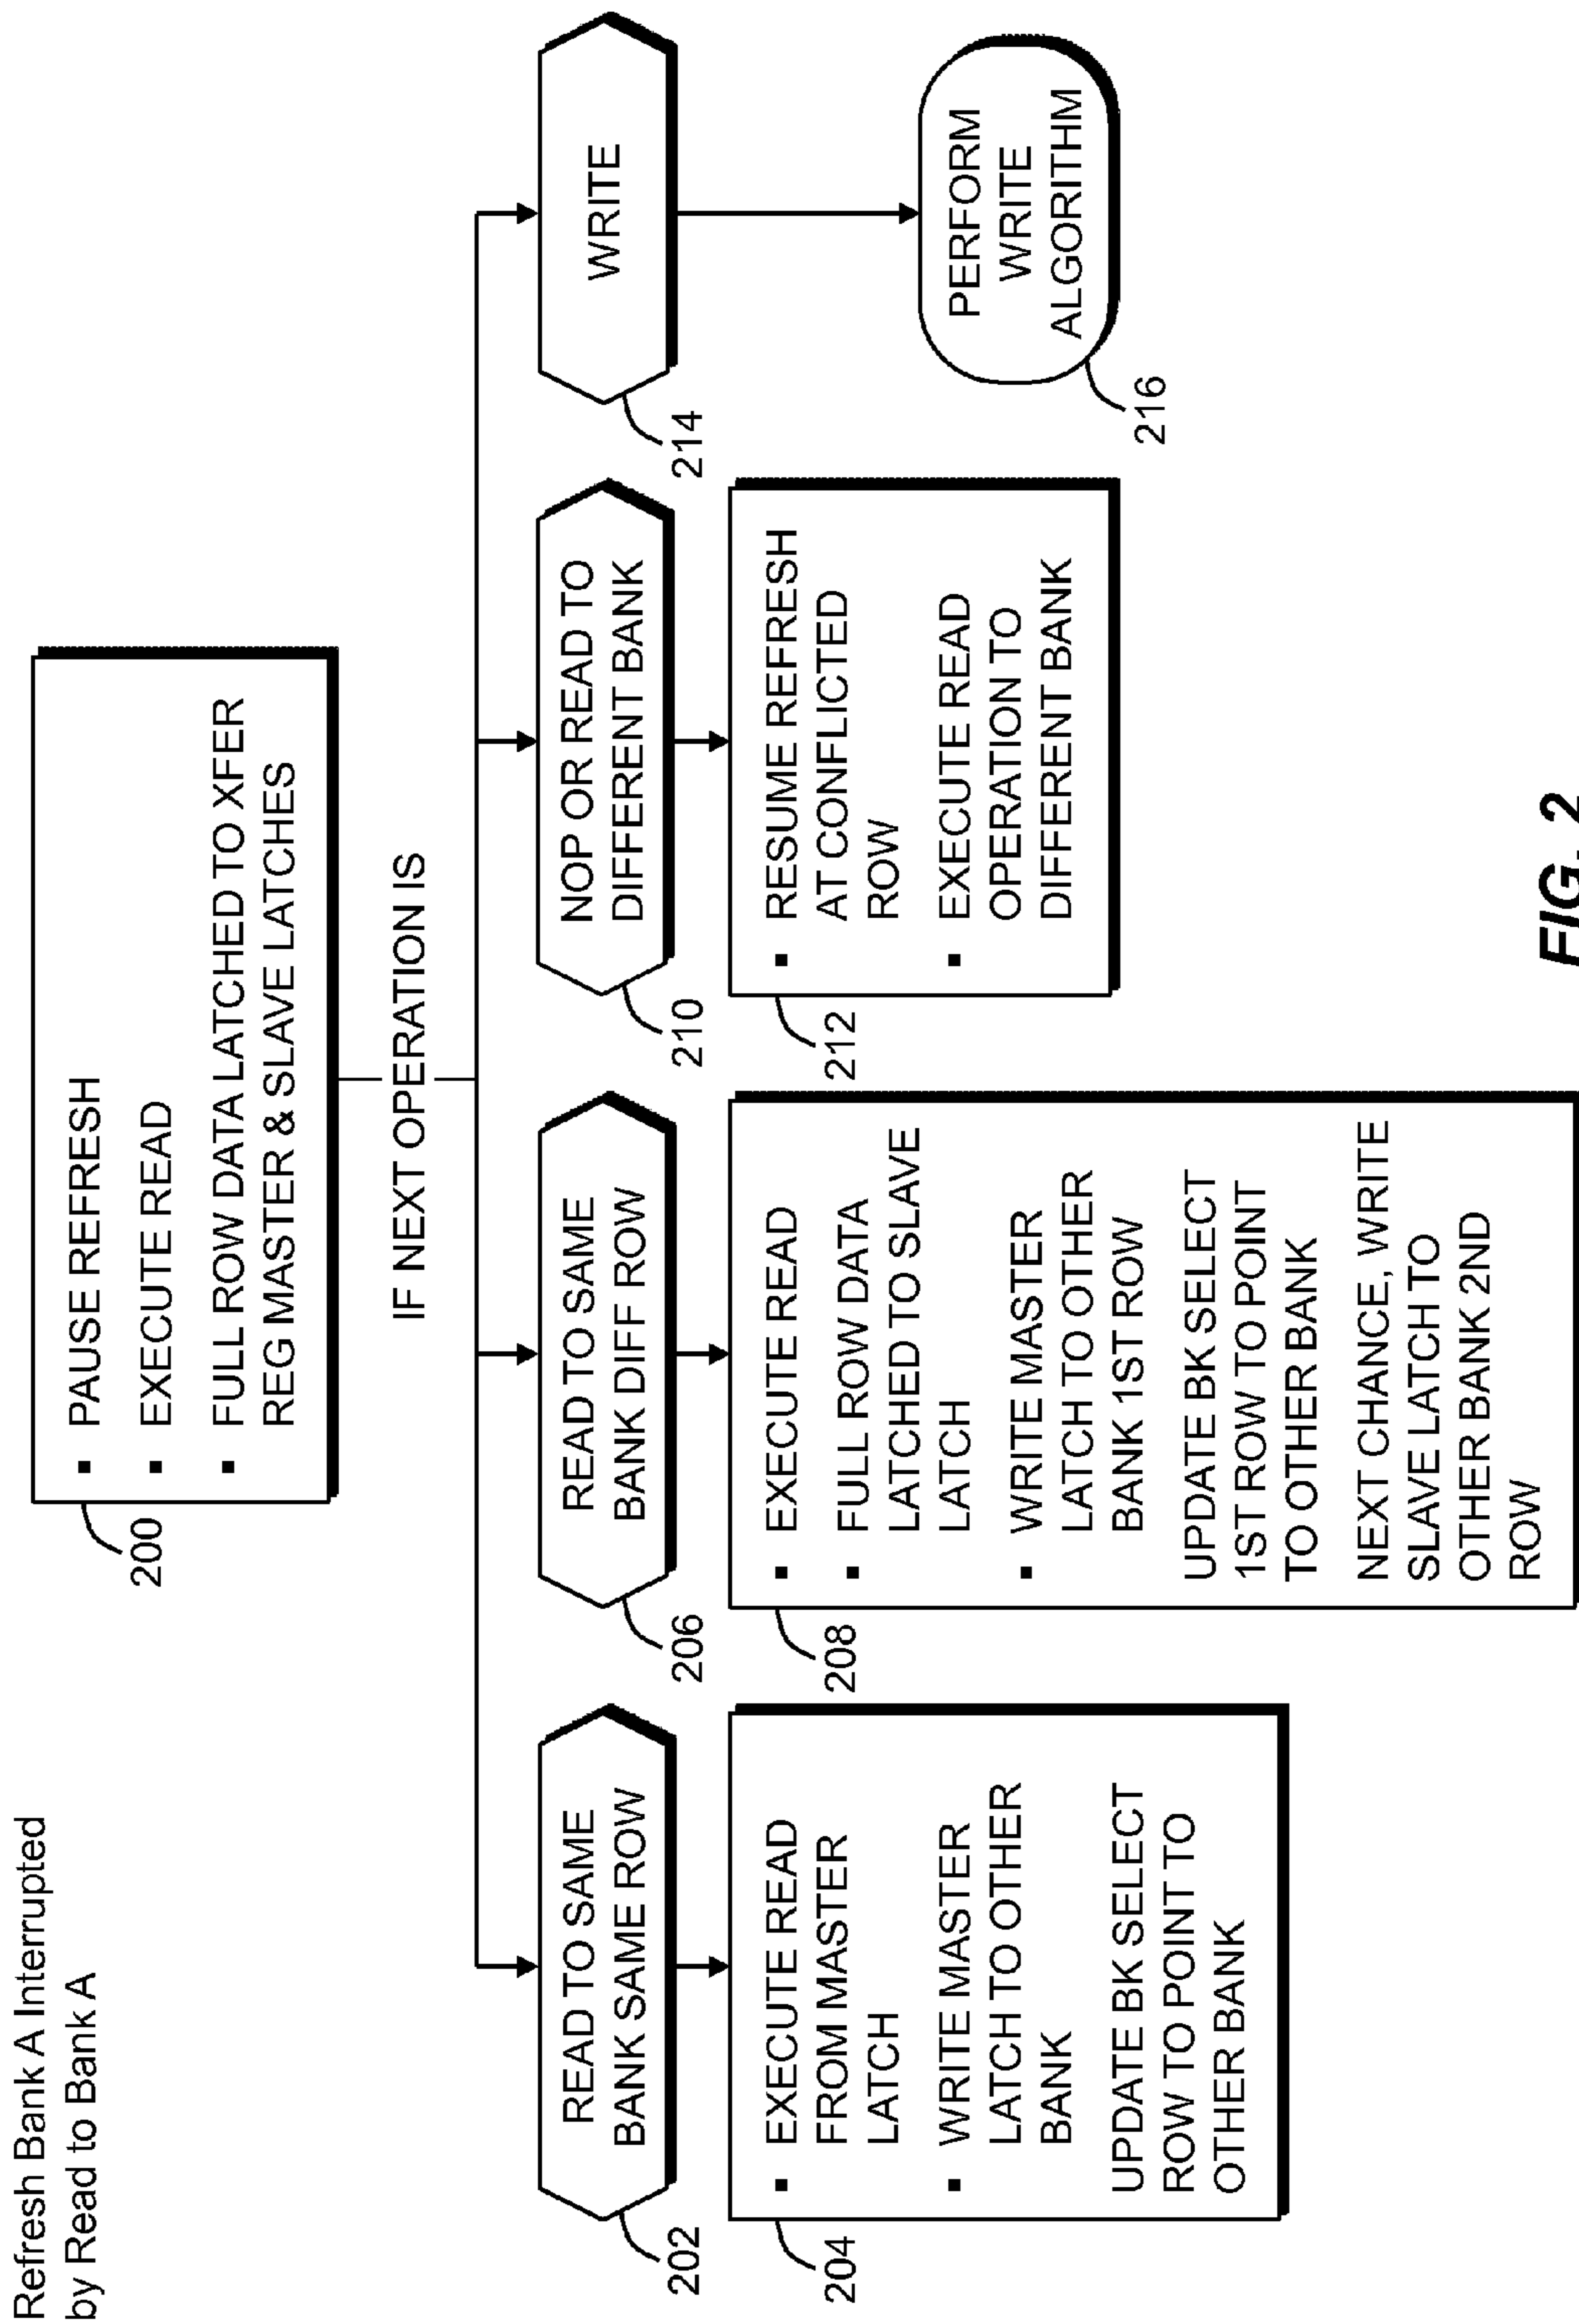 Refresh Bank A Interrupted
by Read to Bank A
200
▪ PAUSE REFRESH
▪ EXECUTE READ
▪ FULL ROW DATA LATCHED TO XFER
REG MASTER & SLAVE LATCHES
IF NEXT OPERATION IS
202
READ TO SAME
BANK SAME ROW
204
▪ EXECUTE READ
FROM MASTER
LATCH
▪ WRITE MASTER
LATCH TO OTHER
BANK
UPDATE BK SELECT
ROW TO POINT TO
OTHER BANK
206
READ TO SAME
BANK DIFF ROW
208
▪ EXECUTE READ
▪ FULL ROW DATA
LATCHED TO SLAVE
LATCH
▪ WRITE MASTER
LATCH TO OTHER
BANK 1ST ROW
UPDATE BK SELECT
1ST ROW TO POINT
TO OTHER BANK
NEXT CHANCE, WRITE
SLAVE LATCH TO
OTHER BANK 2ND
ROW
210
NOP OR READ TO
DIFFERENT BANK
212
▪ RESUME REFRESH
AT CONFLICTED
ROW
▪ EXECUTE READ
OPERATION TO
DIFFERENT BANK
214
WRITE
216
PERFORM
WRITE
ALGORITHM
FIG. 2